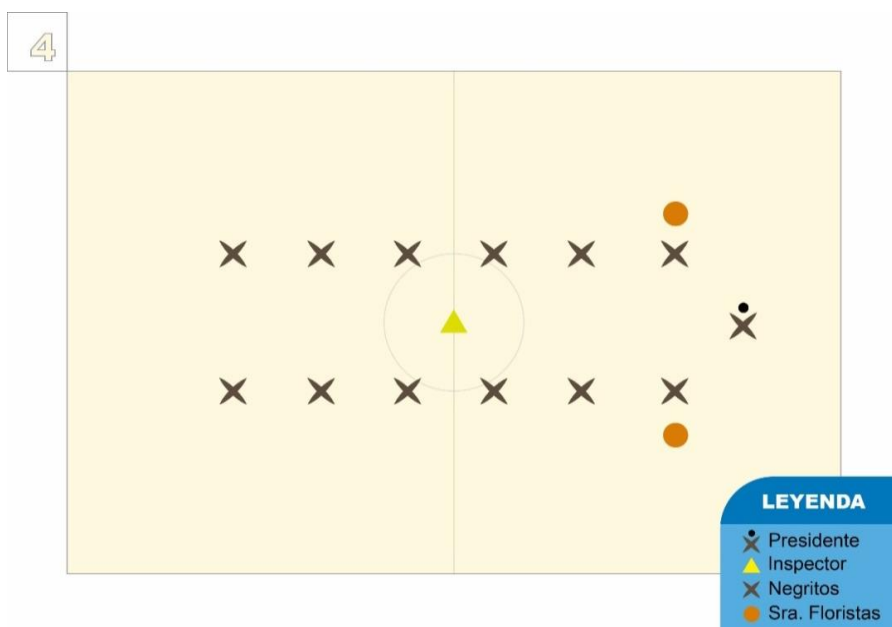 4
LEYENDA
Presidente
Inspector
Negritos
Sra. Floristas